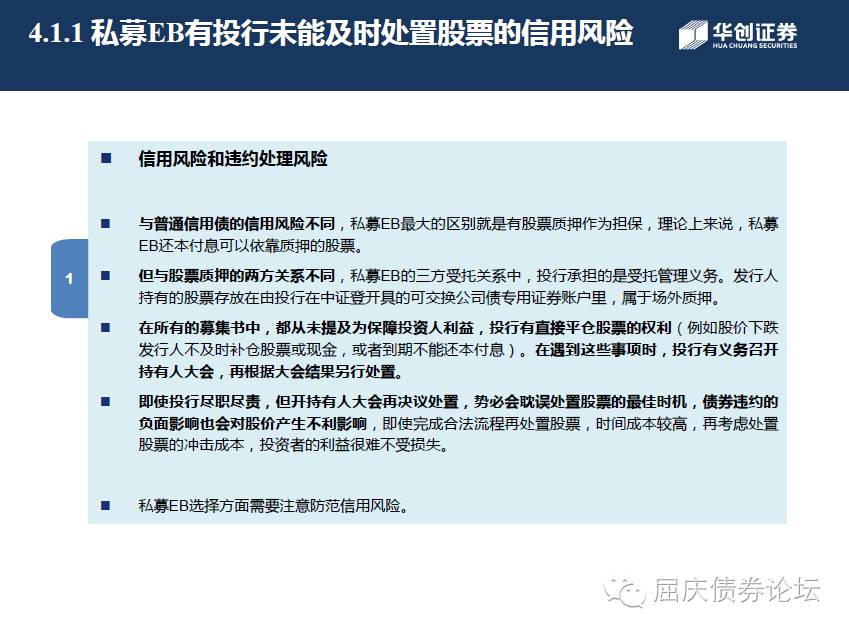 4.1.1 私募EB有投行未能及时处置股票的信用风险
华创证券
HUA CHUANG SECURITIES
■ 信用风险和违约处理风险
■ 与普通信用债的信用风险不同，私募EB最大的区别就是有股票质押作为担保，理论上来说，私募
EB还本付息可以依靠质押的股票。
1
■ 但与股票质押的两方关系不同，私募EB的三方受托关系中，投行承担的是受托管理义务。发行人
持有的股票存放在由投行在中证登开具的可交换公司债专用证券账户里，属于场外质押。
■ 在所有的募集书中，都从未提及为保障投资人利益，投行有直接平仓股票的权利（例如股价下跌
发行人不及时补仓股票或现金，或者到期不能还本付息）。在遇到这些事项时，投行有义务召开
持有人大会，再根据大会结果另行处置。
■ 即使投行尽职尽责，但开持有人大会再决议处置，势必会耽误处置股票的最佳时机，债券违约的
负面影响也会对股价产生不利影响，即使完成合法流程再处置股票，时间成本较高，再考虑处置
股票的冲击成本，投资者的利益很难不受损失。
■ 私募EB选择方面需要注意防范信用风险。
屈庆债券论坛